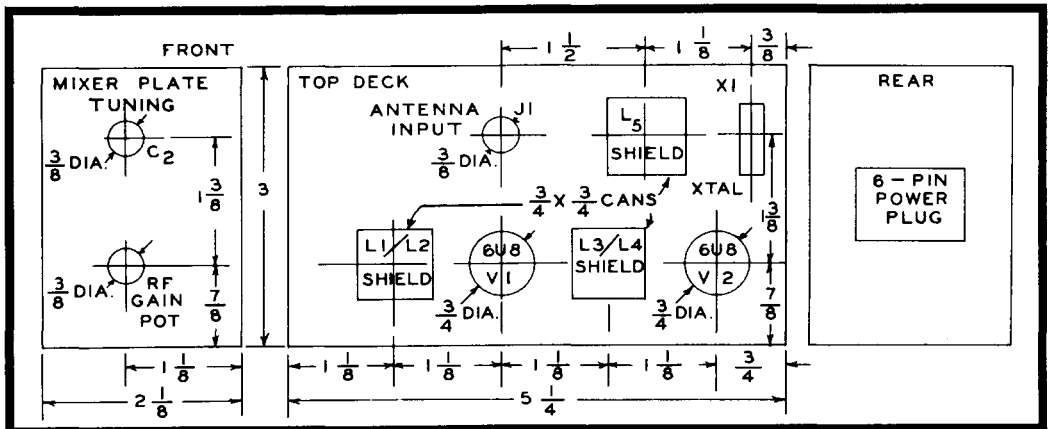 FRONT
MIXER PLATE
TUNING
3/8 DIA.
C2
1 3/8
3/8 DIA.
RF
GAIN
POT
7/8
1 1/8
2 1/8
3
TOP DECK
1 1/2
1 1/8
3/8
ANTENNA
INPUT
J1
3/8 DIA.
L5
SHIELD
X1
XTAL
3/4 X 3/4 CANS
1 3/8
L1/L2
SHIELD
6U8
V1
3/4 DIA.
L3/L4
SHIELD
6U8
V2
3/4 DIA.
7/8
1 1/8
1 1/8
1 1/8
1 1/8
3/4
5 1/4
REAR
6-PIN
POWER
PLUG